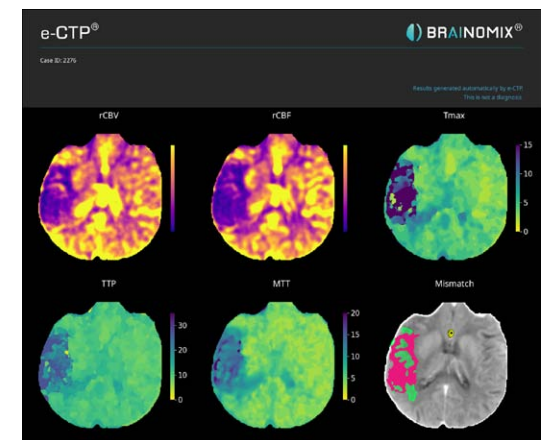 e-CTP®
BRAINOMIX®
Case ID: 2276
Results generated automatically by e-CTP
This is not a diagnosis
rCBV
rCBF
Tmax
15
10
5
0
TTP
MTT
Mismatch
30
20
10
0
20
15
10
5
0